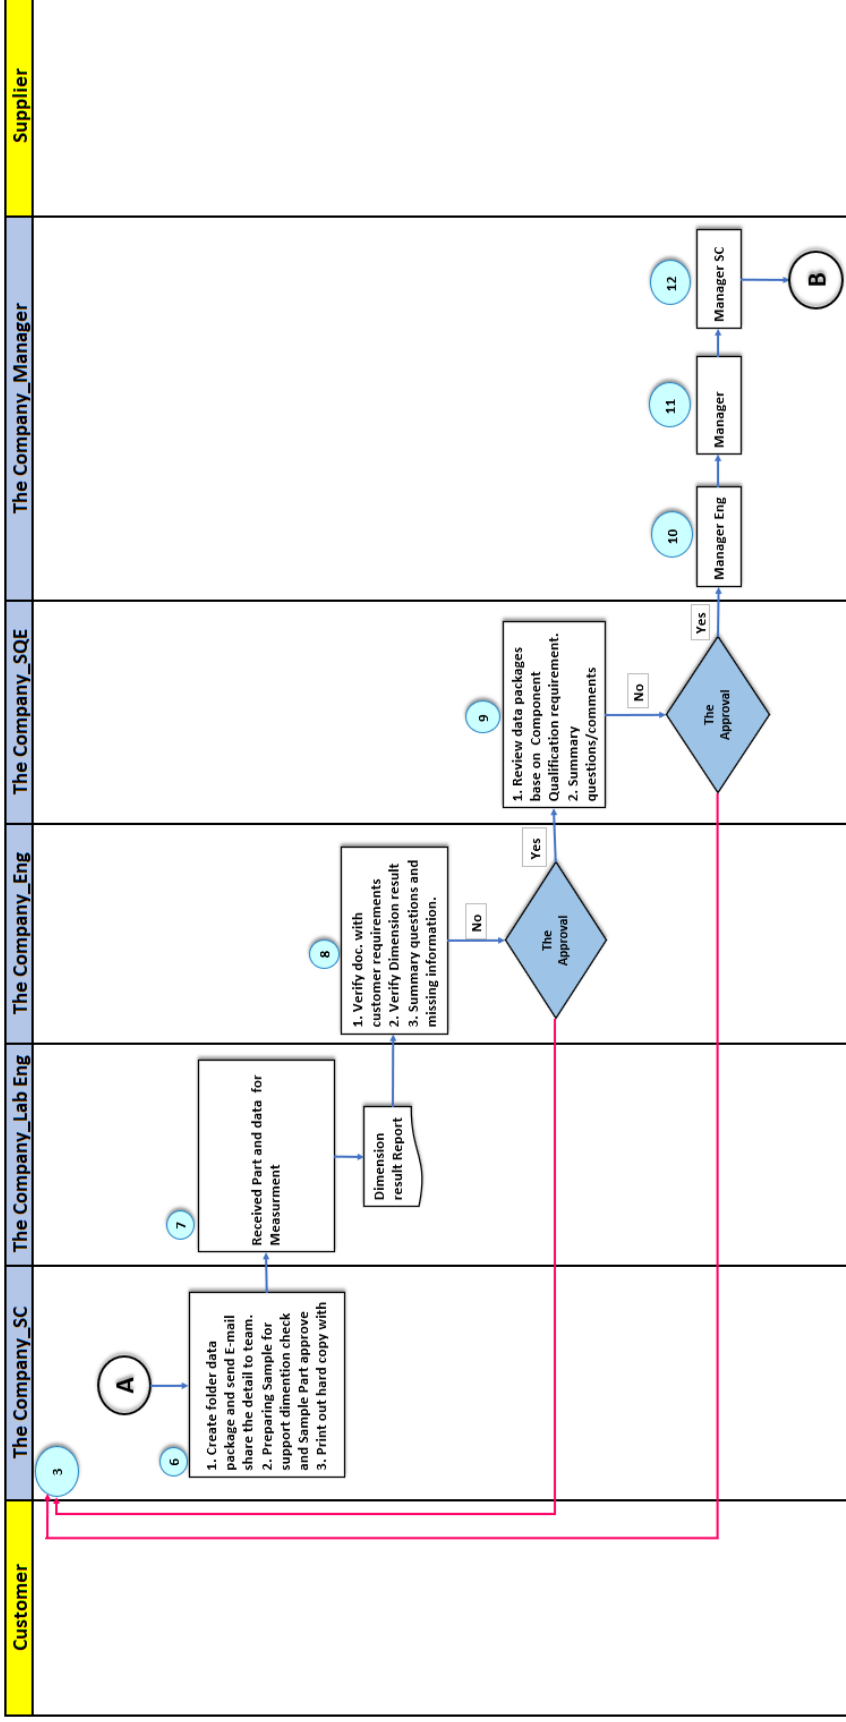 Customer
The Company_SC
The Company_Lab Eng
The Company_Eng
The Company_SQE
The Company_Manager
Supplier
3
A
6
1. Create folder data
package and send E-mail
share the detail to team.
2. Preparing Sample for
support dimention check
and Sample Part approve
3. Print out hard copy with
7
Received Part and data for
Measurment
Dimension
result Report
8
1. Verify doc. with
customer requirements
2. Verify Dimension result
3. Summary questions and
missing information.
No
The
Approval
Yes
9
1. Review data packages
base on Component
Qualification requirement.
2. Summary
questions/comments
No
The
Approval
Yes
10
Manager Eng
11
Manager
12
Manager SC
B